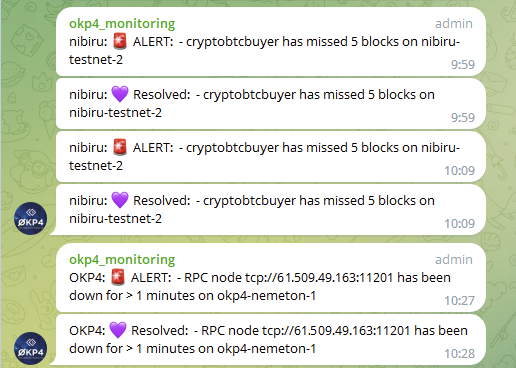 okp4_monitoring admin
nibiru: 🚨 ALERT: - cryptobtcbuyer has missed 5 blocks on nibiru-
testnet-2 9:59
nibiru: 💜 Resolved: - cryptobtcbuyer has missed 5 blocks on
nibiru-testnet-2 9:59
nibiru: 🚨 ALERT: - cryptobtcbuyer has missed 5 blocks on nibiru-
testnet-2 10:09
nibiru: 💜 Resolved: - cryptobtcbuyer has missed 5 blocks on
nibiru-testnet-2 10:09
ØKP4
okp4_monitoring admin
OKP4: 🚨 ALERT: - RPC node tcp://61.509.49.163:11201 has been
down for > 1 minutes on okp4-nemeton-1 10:27
OKP4: 💜 Resolved: - RPC node tcp://61.509.49.163:11201 has been
down for > 1 minutes on okp4-nemeton-1 10:28
ØKP4